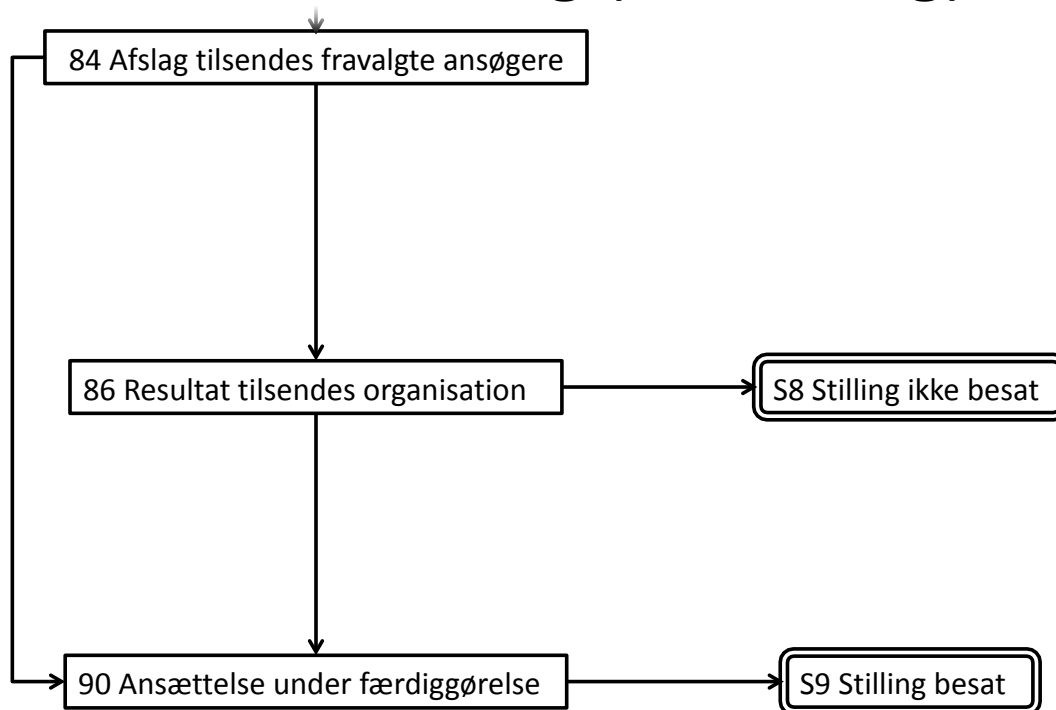 84 Afslag tilsendes fravalgte ansøgere
86 Resultat tilsendes organisation
S8 Stilling ikke besat
90 Ansættelse under færdiggørelse
S9 Stilling besat